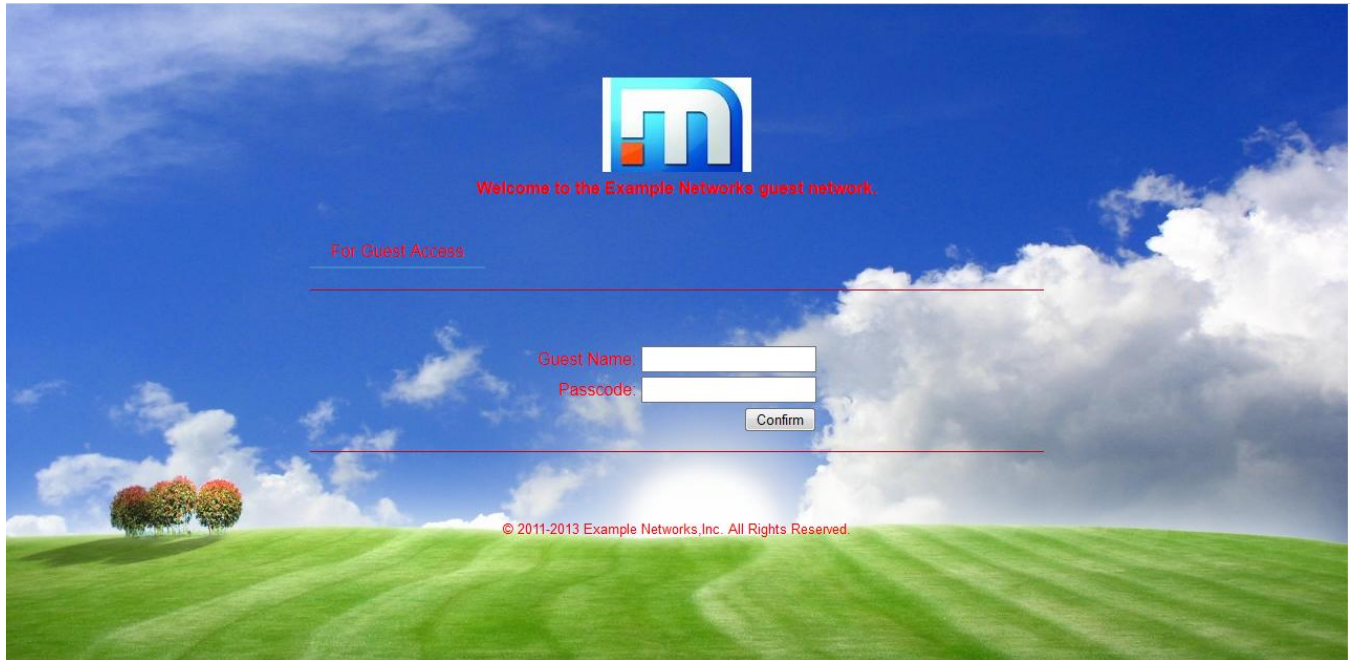 Welcome to the Example Networks guest network.
For Guest Access
Guest Name:
Passcode:
Confirm
© 2011-2013 Example Networks,Inc. All Rights Reserved.